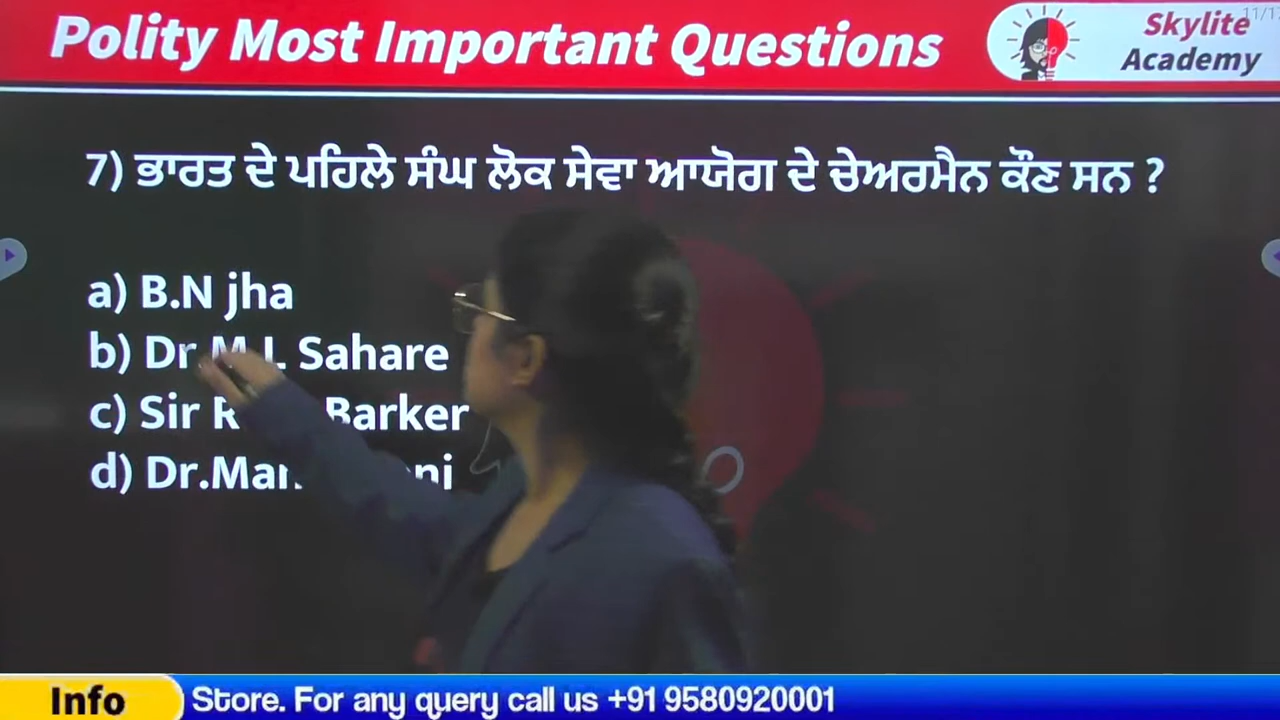 Polity Most Important Questions
Skylite
Academy
7) ਭਾਰਤ ਦੇ ਪਹਿਲੇ ਸੰਘ ਲੋਕ ਸੇਵਾ ਆਯੋਗ ਦੇ ਚੇਅਰਮੈਨ ਕੌਣ ਸਨ ?
a) B.N jha
b) Dr M L Sahare
c) Sir Barker
d)
Info
Store. For any query call us +91 9580920001